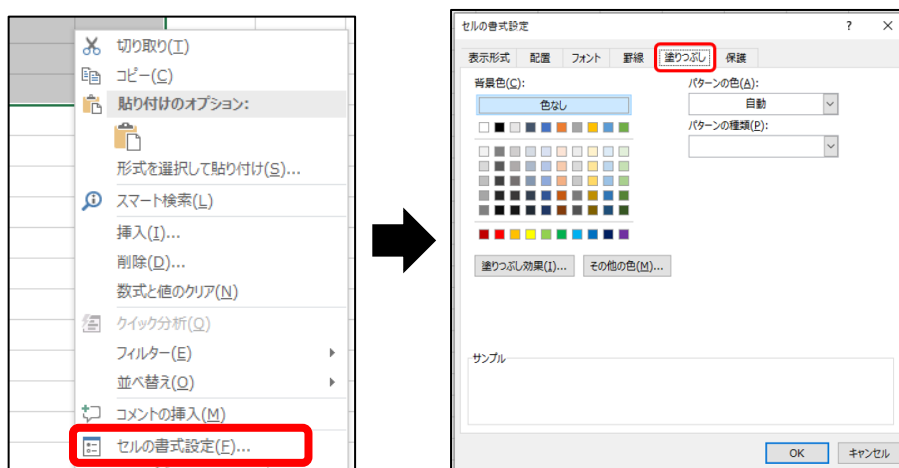 切り取り(T)
コピー(C)
貼り付けのオプション:
形式を選択して貼り付け(S)...
スマート検索(L)
挿入(I)...
削除(D)...
数式と値のクリア(N)
クイック分析(Q)
フィルター(E)
並べ替え(O)
コメントの挿入(M)
セルの書式設定(F)...
セルの書式設定 ? ×
表示形式 配置 フォント 罫線 塗りつぶし 保護
背景色(C): パターンの色(A):
色なし 自動
パターンの種類(P):
塗りつぶし効果(I)... その他の色(M)...
サンプル
OK キャンセル